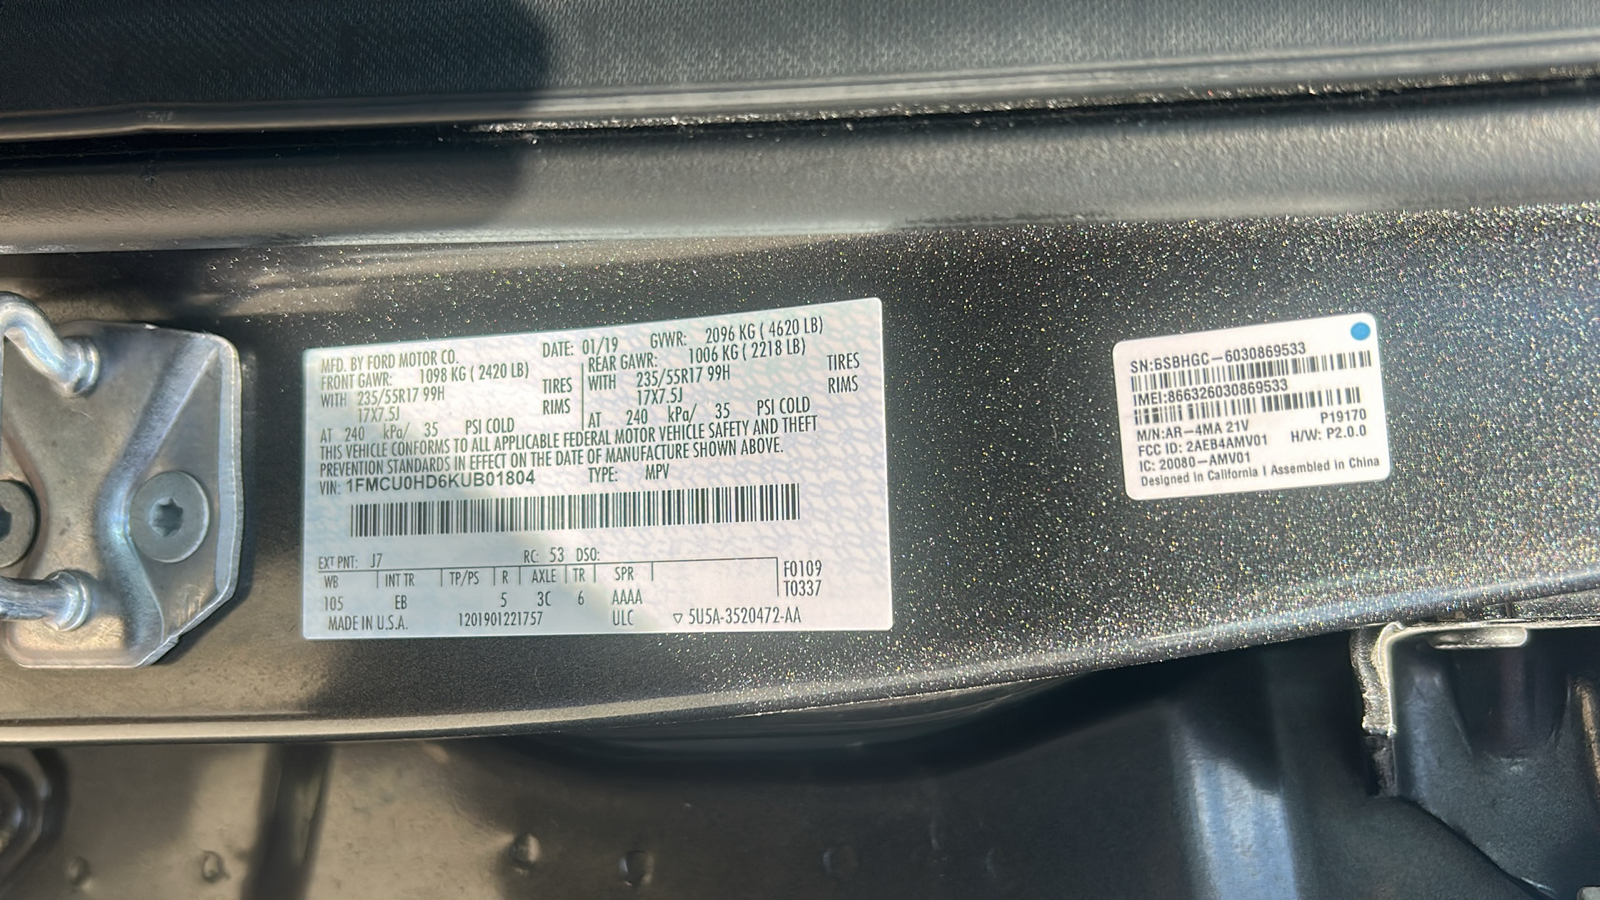 MFD. BY FORD MOTOR CO.
DATE: 01/19 GVWR: 2096 KG ( 4620 LB)
FRONT GAWR: 1098 KG ( 2420 LB)
WITH 235/55R17 99H TIRES
17X7.5J RIMS
AT 240 kPa/ 35 PSI COLD
REAR GAWR: 1006 KG ( 2218 LB)
WITH 235/55R17 99H TIRES
17X7.5J RIMS
AT 240 kPa/ 35 PSI COLD
THIS VEHICLE CONFORMS TO ALL APPLICABLE FEDERAL MOTOR VEHICLE SAFETY AND THEFT
PREVENTION STANDARDS IN EFFECT ON THE DATE OF MANUFACTURE SHOWN ABOVE.
VIN: 1FMCU0HD6KUB01804 TYPE: MPV
EXT PNT: J7 RC: 53 DSO:
WB INT TR TP/PS R AXLE TR SPR F0109
T0337
105 EB 5 3C 6 AAAA
MADE IN U.S.A. 1201901221757 ULC ▽ 5U5A-3520472-AA
SN:BSBHGC-6030869533
IMEI:866326030869533
P19170
M/N:AR-4MA 21V
FCC ID: 2AEB4AMV01 H/W: P2.0.0
IC: 20080-AMV01
Designed in California | Assembled in China